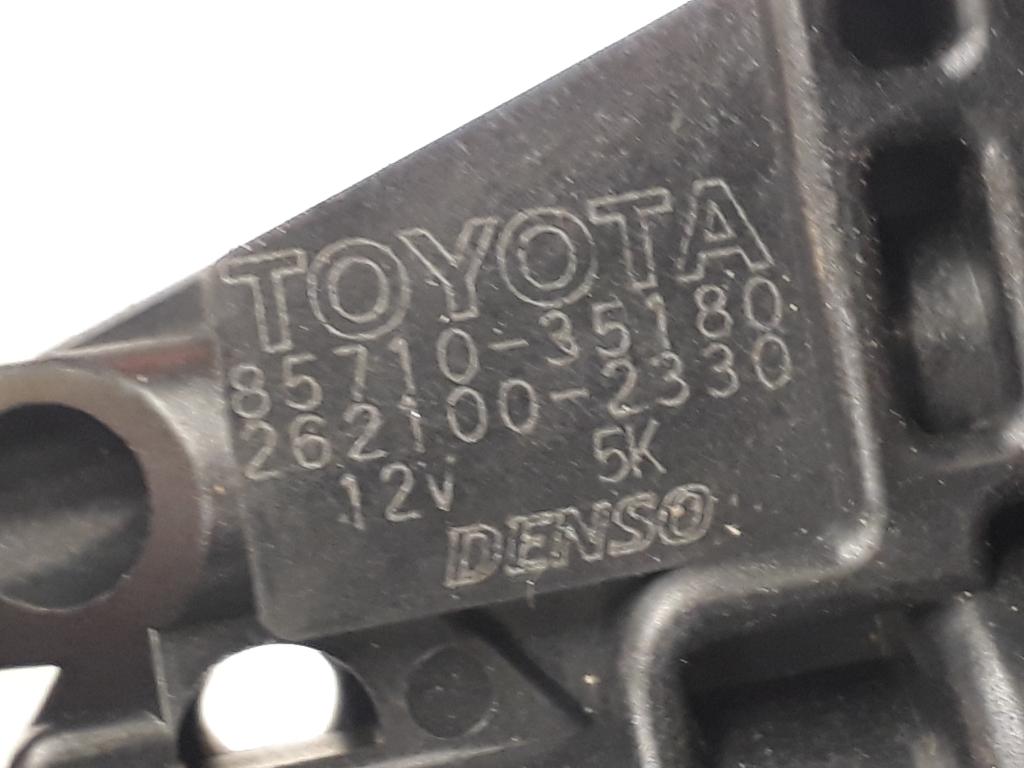 TOYOTA
85710-35180
262100-2330
12V 5K
DENSO